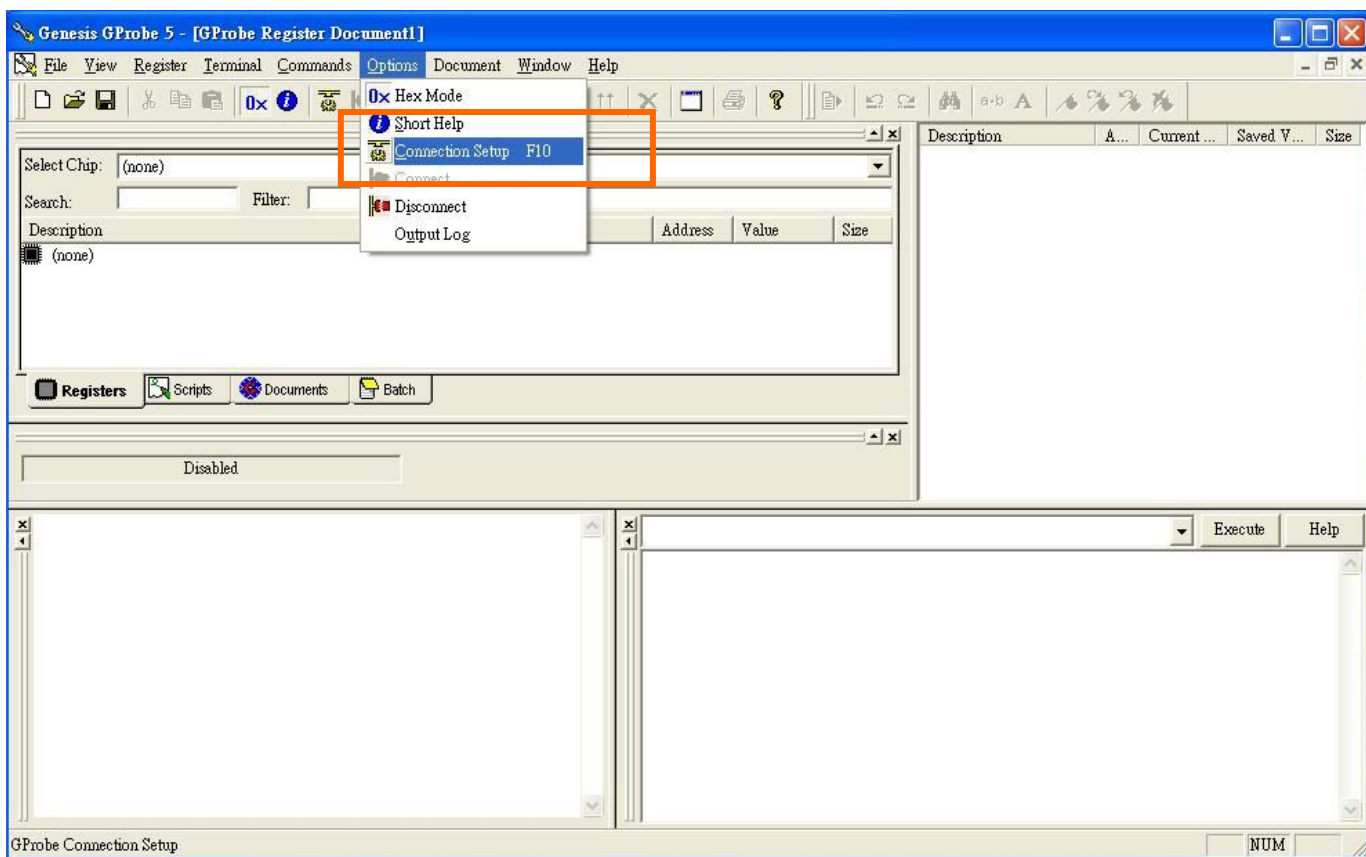 Genesis GProbe 5 - [GProbe Register Document1]
File View Register Terminal Commands Options Document Window Help
0x
Hex Mode
Short Help
Connection Setup F10
Connect
Disconnect
Output Log
0x a·b A
Select Chip: (none)
Search: Filter:
Description Address Value Size
(none)
Registers Scripts Documents Batch
Disabled
Description A... Current ... Saved V... Size
Execute Help
GProbe Connection Setup NUM